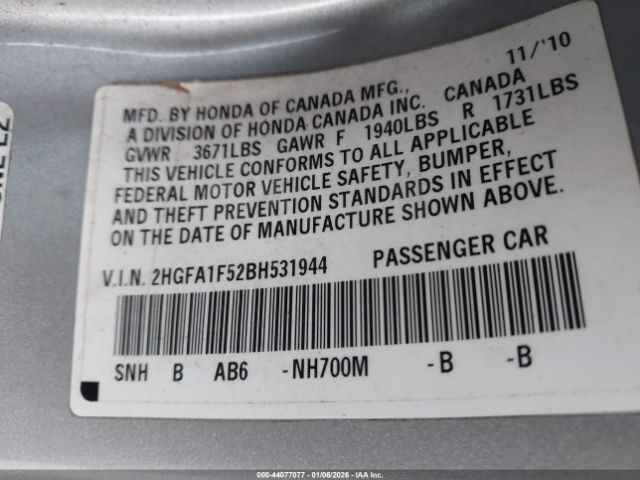 11/'10
MFD. BY HONDA OF CANADA MFG.,
A DIVISION OF HONDA CANADA INC. CANADA
GVWR 3671LBS GAWR F 1940LBS R 1731LBS
THIS VEHICLE CONFORMS TO ALL APPLICABLE
FEDERAL MOTOR VEHICLE SAFETY, BUMPER,
AND THEFT PREVENTION STANDARDS IN EFFECT
ON THE DATE OF MANUFACTURE SHOWN ABOVE.
V.I.N. 2HGFA1F52BH531944 PASSENGER CAR
SNH B AB6 -NH700M -B -B
000-44077077 - 01/06/2026 - IAA Inc.